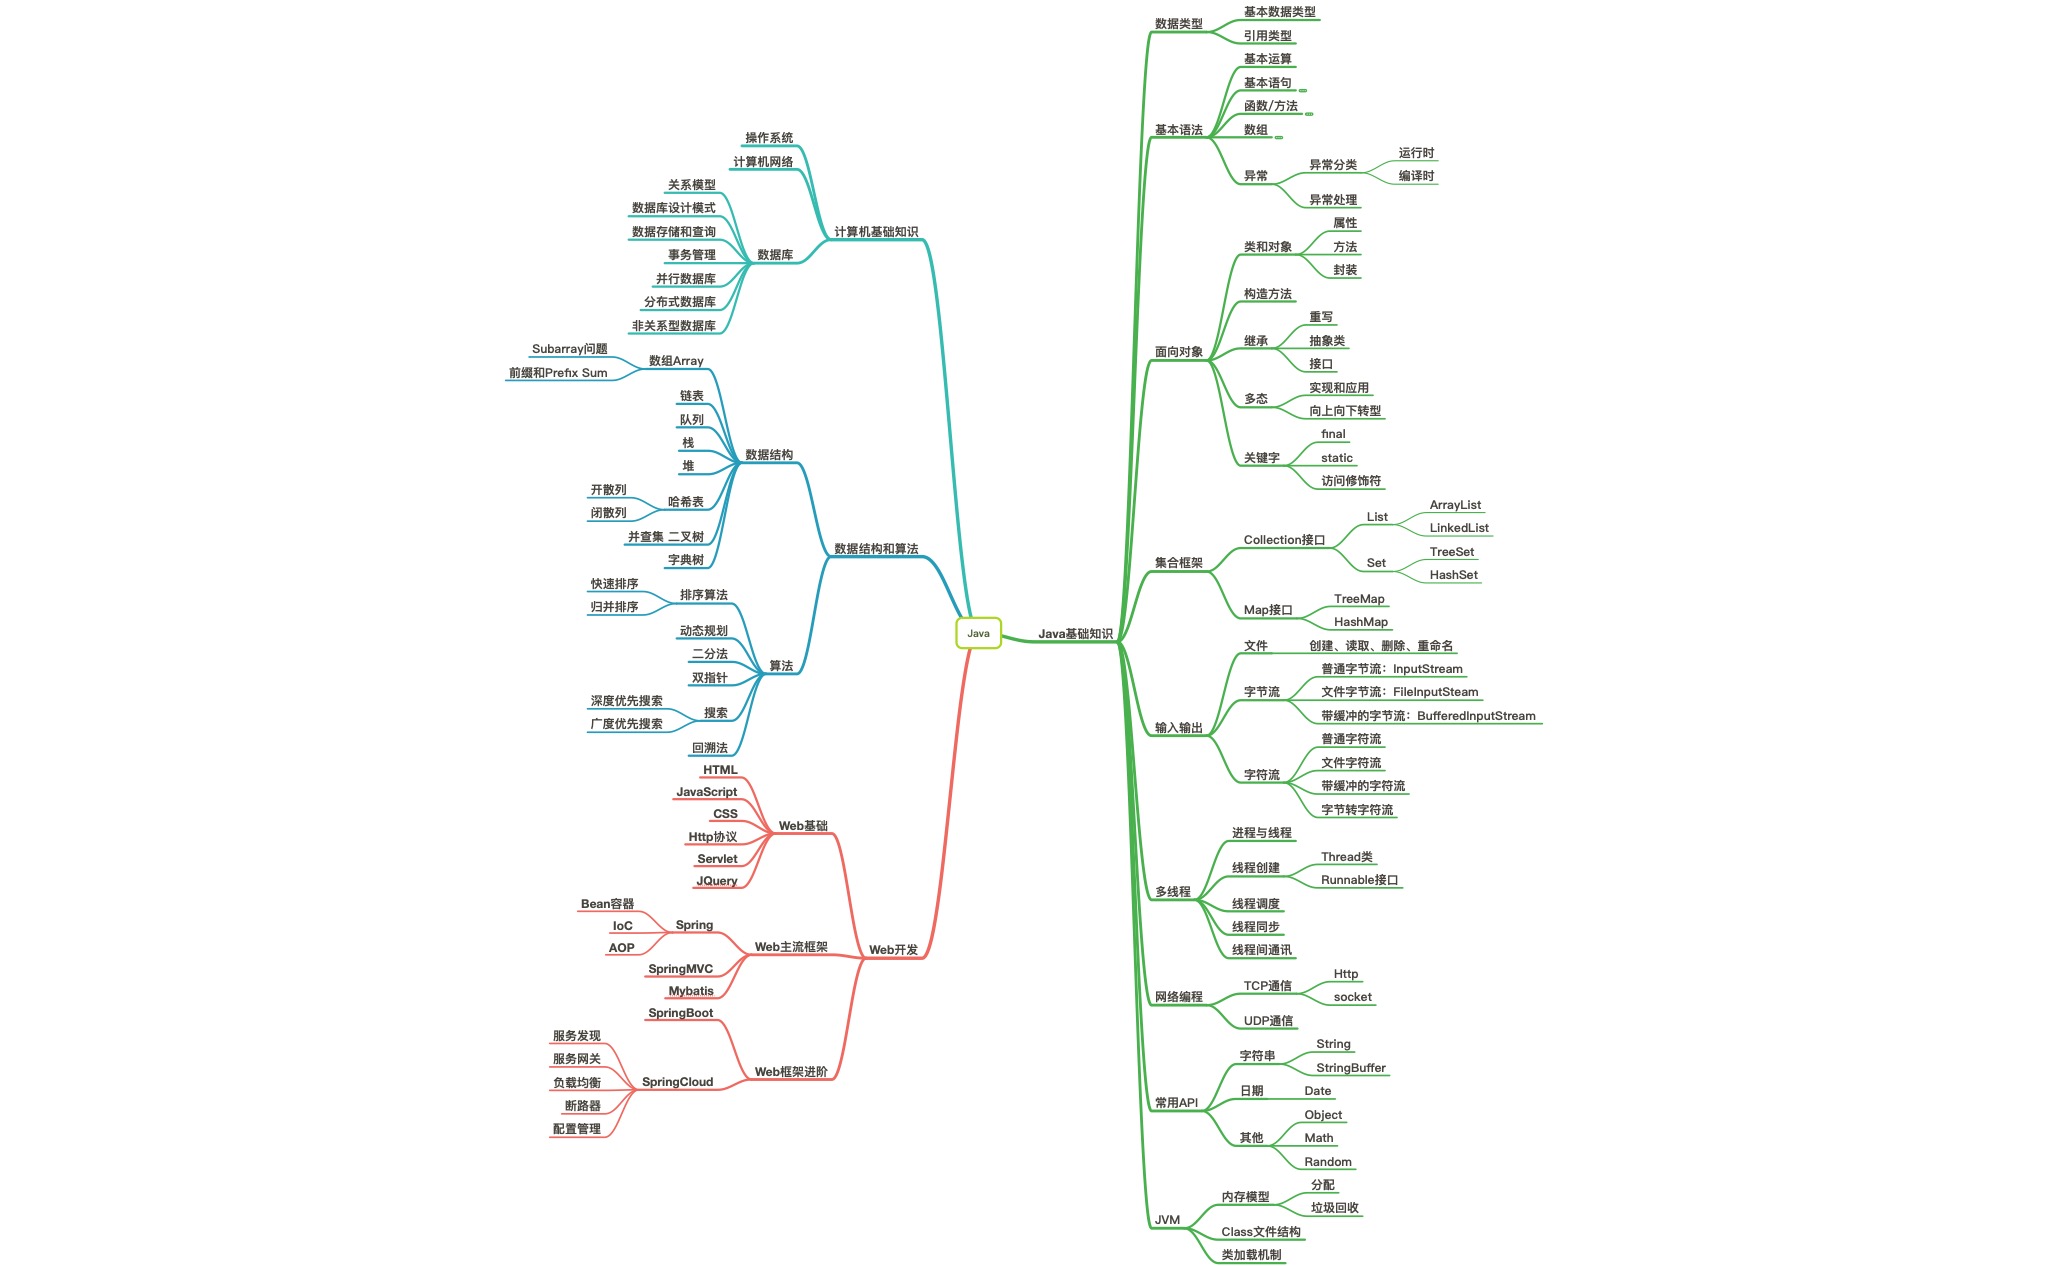 Java
Java基础知识
数据类型
基本数据类型
引用类型
基本语法
基本运算
基本语句
函数/方法
数组
异常
异常分类
运行时
编译时
异常处理
面向对象
类和对象
属性
方法
封装
构造方法
继承
重写
抽象类
接口
多态
实现和应用
向上向下转型
关键字
final
static
访问修饰符
集合框架
Collection接口
List
ArrayList
LinkedList
Set
TreeSet
HashSet
Map接口
TreeMap
HashMap
输入输出
文件
创建、读取、删除、重命名
字节流
普通字节流：InputStream
文件字节流：FileInputSteam
带缓冲的字节流：BufferedInputStream
字符流
普通字符流
文件字符流
带缓冲的字符流
字节转字符流
多线程
进程与线程
线程创建
Thread类
Runnable接口
线程调度
线程同步
线程间通讯
网络编程
TCP通信
Http
socket
UDP通信
常用API
字符串
String
StringBuffer
日期
Date
其他
Object
Math
Random
JVM
内存模型
分配
垃圾回收
Class文件结构
类加载机制
计算机基础知识
操作系统
计算机网络
数据库
关系模型
数据库设计模式
数据存储和查询
事务管理
并行数据库
分布式数据库
非关系型数据库
数据结构和算法
数据结构
数组Array
Subarray问题
前缀和Prefix Sum
链表
队列
栈
堆
哈希表
开散列
闭散列
并查集 二叉树
字典树
算法
排序算法
快速排序
归并排序
动态规划
二分法
双指针
搜索
深度优先搜索
广度优先搜索
回溯法
Web开发
Web基础
HTML
JavaScript
CSS
Http协议
Servlet
JQuery
Web主流框架
Spring
Bean容器
IoC
AOP
SpringMVC
Mybatis
Web框架进阶
SpringBoot
SpringCloud
服务发现
服务网关
负载均衡
断路器
配置管理